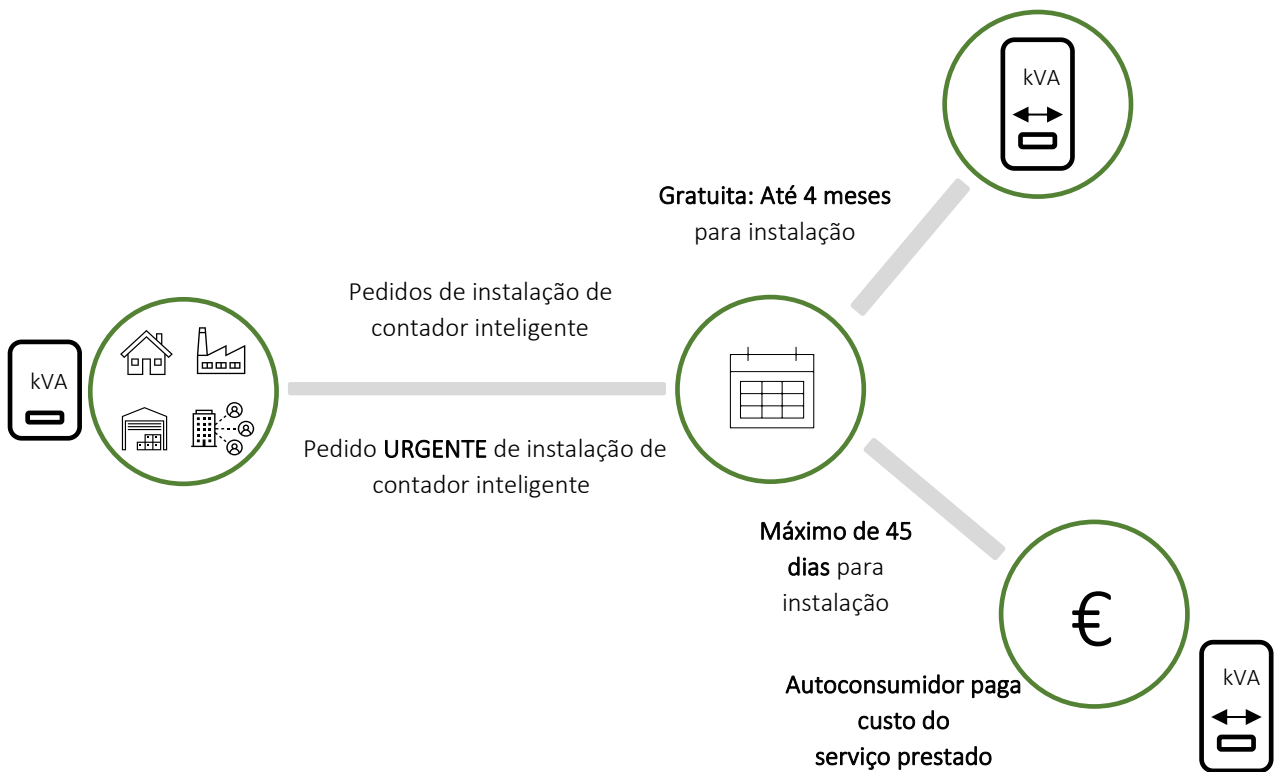 kVA
Gratuita: Até 4 meses
para instalação
Pedidos de instalação de
contador inteligente
kVA
Pedido URGENTE de instalação de
contador inteligente
Máximo de 45
dias para
instalação
€
Autoconsumidor paga
custo do
serviço prestado
kVA